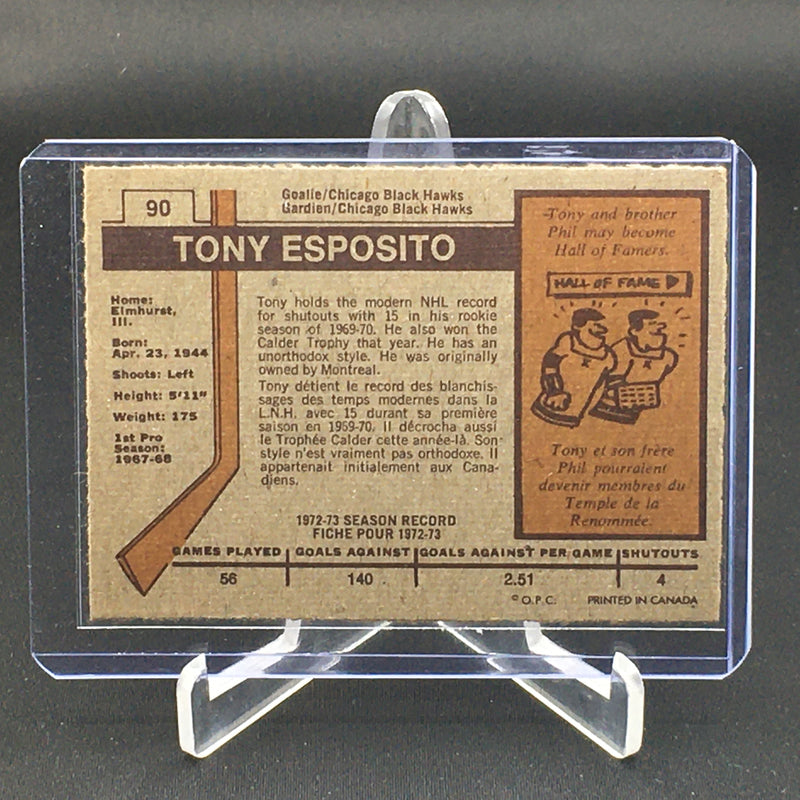 90
Goalie/Chicago Black Hawks
Gardien/Chicago Black Hawks
TONY ESPOSITO
Home:
Elmhurst,
Ill.
Born:
Apr. 23, 1944
Shoots: Left
Height: 5'11"
Weight: 175
1st Pro
Season:
1967-68
Tony holds the modern NHL record
for shutouts with 15 in his rookie
season of 1969-70. He also won the
Calder Trophy that year. He has an
unorthodox style. He was originally
owned by Montreal.
Tony détient le record des blanchis-
sages des temps modernes dans la
L.N.H. avec 15 durant sa première
saison en 1969-70. Il décrocha aussi
le Trophée Calder cette année-là. Son
style n'est vraiment pas orthodoxe. Il
appartenait initialement aux Cana-
diens.
Tony and brother
Phil may become
Hall of Famers.
HALL OF FAME
Tony et son frère
Phil pourraient
devenir membres du
Temple de la
Renommée.
1972-73 SEASON RECORD
FICHE POUR 1972-73
GAMES PLAYED GOALS AGAINST GOALS AGAINST PER GAME SHUTOUTS
56 140 2.51 4
© O.P.C. PRINTED IN CANADA